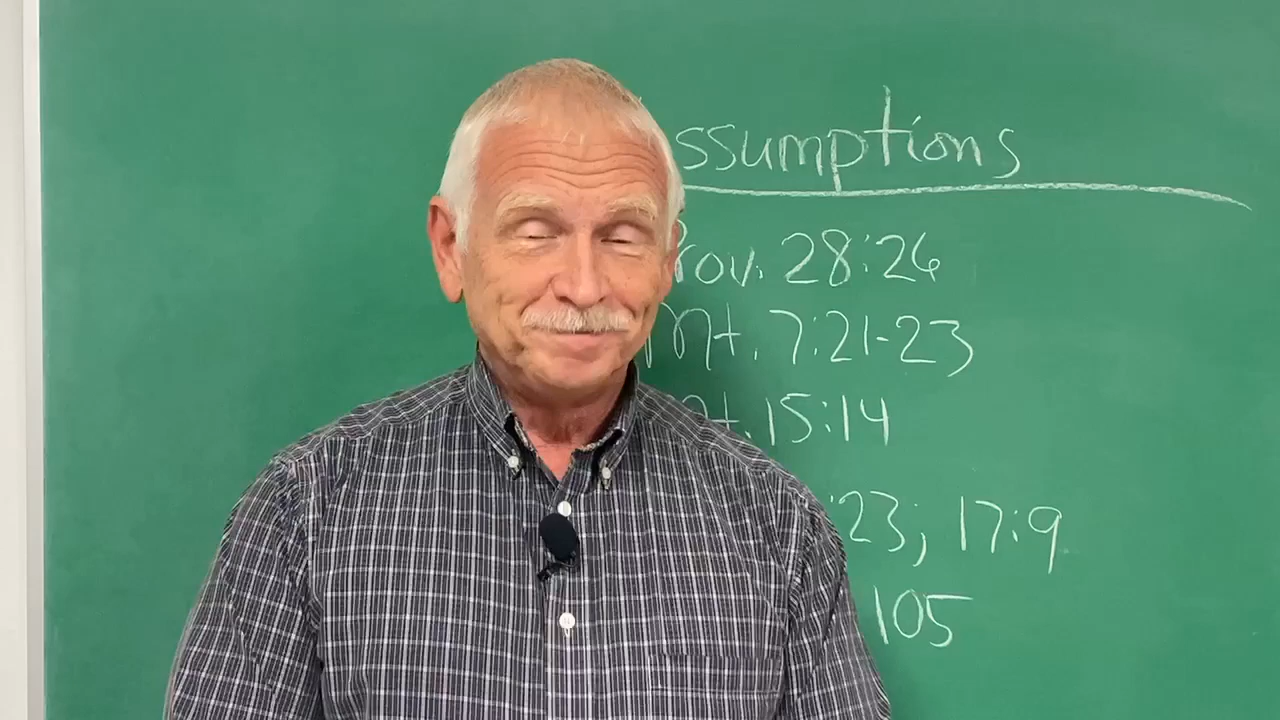 ssumptions
rov. 28:26
Mt. 7:21-23
t. 15:14
:23; 17:9
105